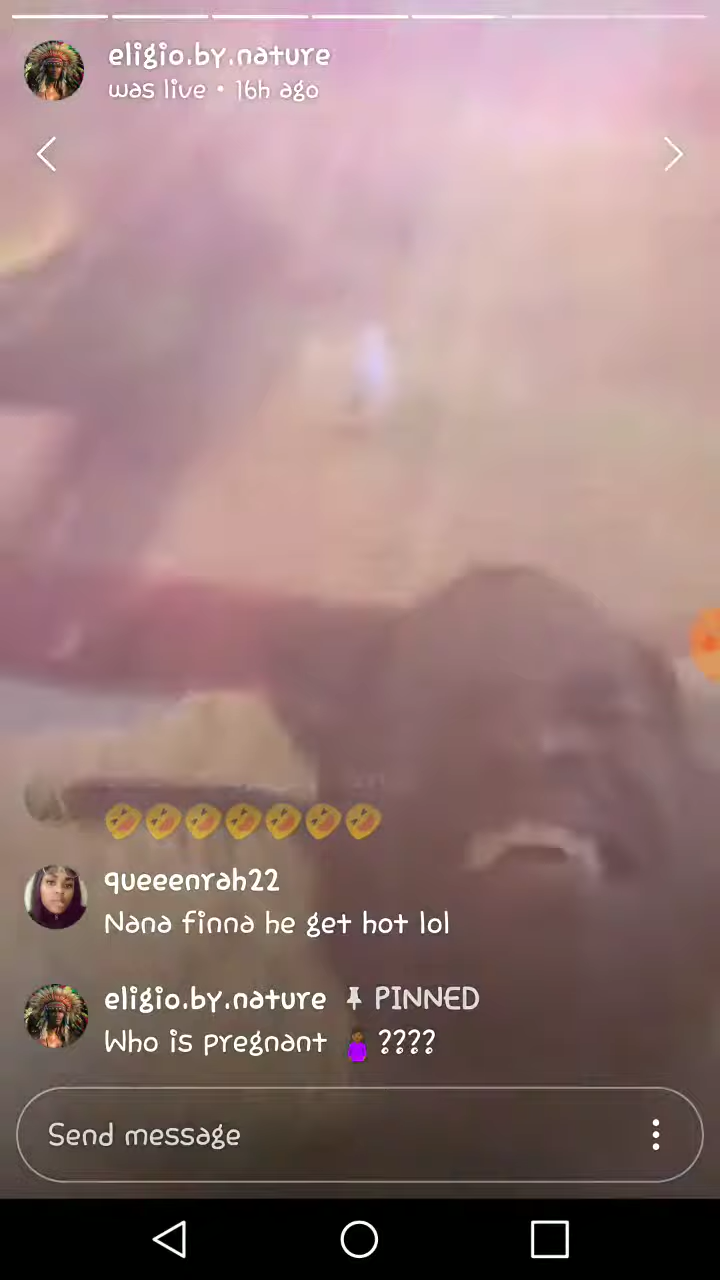 eligio.by.nature
was live • 16h ago
🤣🤣🤣🤣🤣🤣🤣
queeenrah22
Nana finna he get hot lol
eligio.by.nature PINNED
Who is pregnant 🤰🏾????
Send message